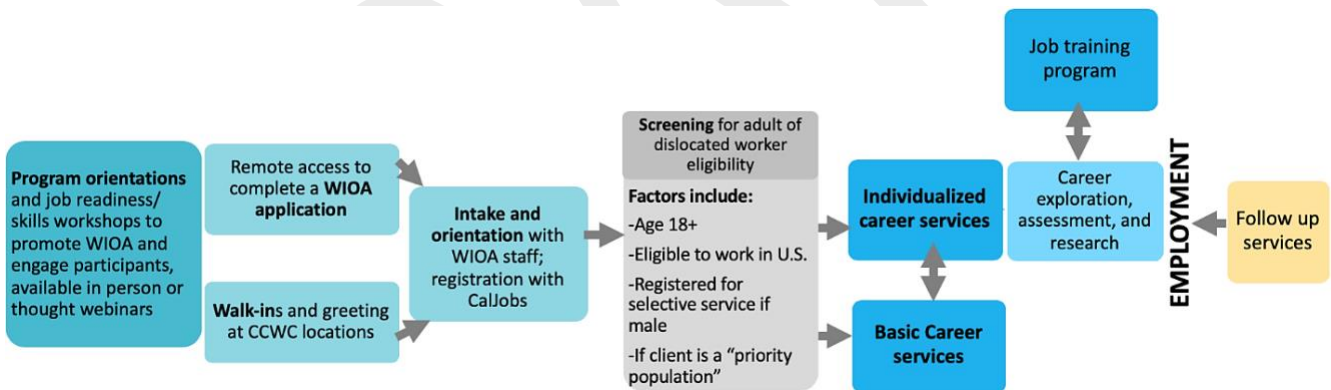 Program orientations
and job readiness/
skills workshops to
promote WIOA and
engage participants,
available in person or
thought webinars
Remote access to
complete a WIOA
application
Walk-ins and greeting
at CCWC locations
Intake and
orientation with
WIOA staff;
registration with
CalJobs
Screening for adult of
dislocated worker
eligibility
Factors include:
-Age 18+
-Eligible to work in U.S.
-Registered for
selective service if
male
-If client is a “priority
population”
Individualized
career services
Basic Career
services
Job training
program
Career
exploration,
assessment, and
research
EMPLOYMENT
Follow up
services